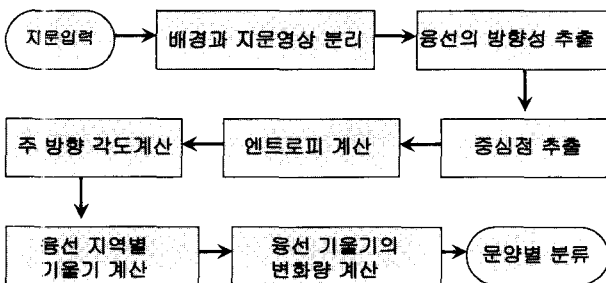 지문입력
배경과 지문영상 분리
융선의 방향성 추출
중심점 추출
엔트로피 계산
주 방향 각도계산
융선 지역별
기울기 계산
융선 기울기의
변화량 계산
문양별 분류